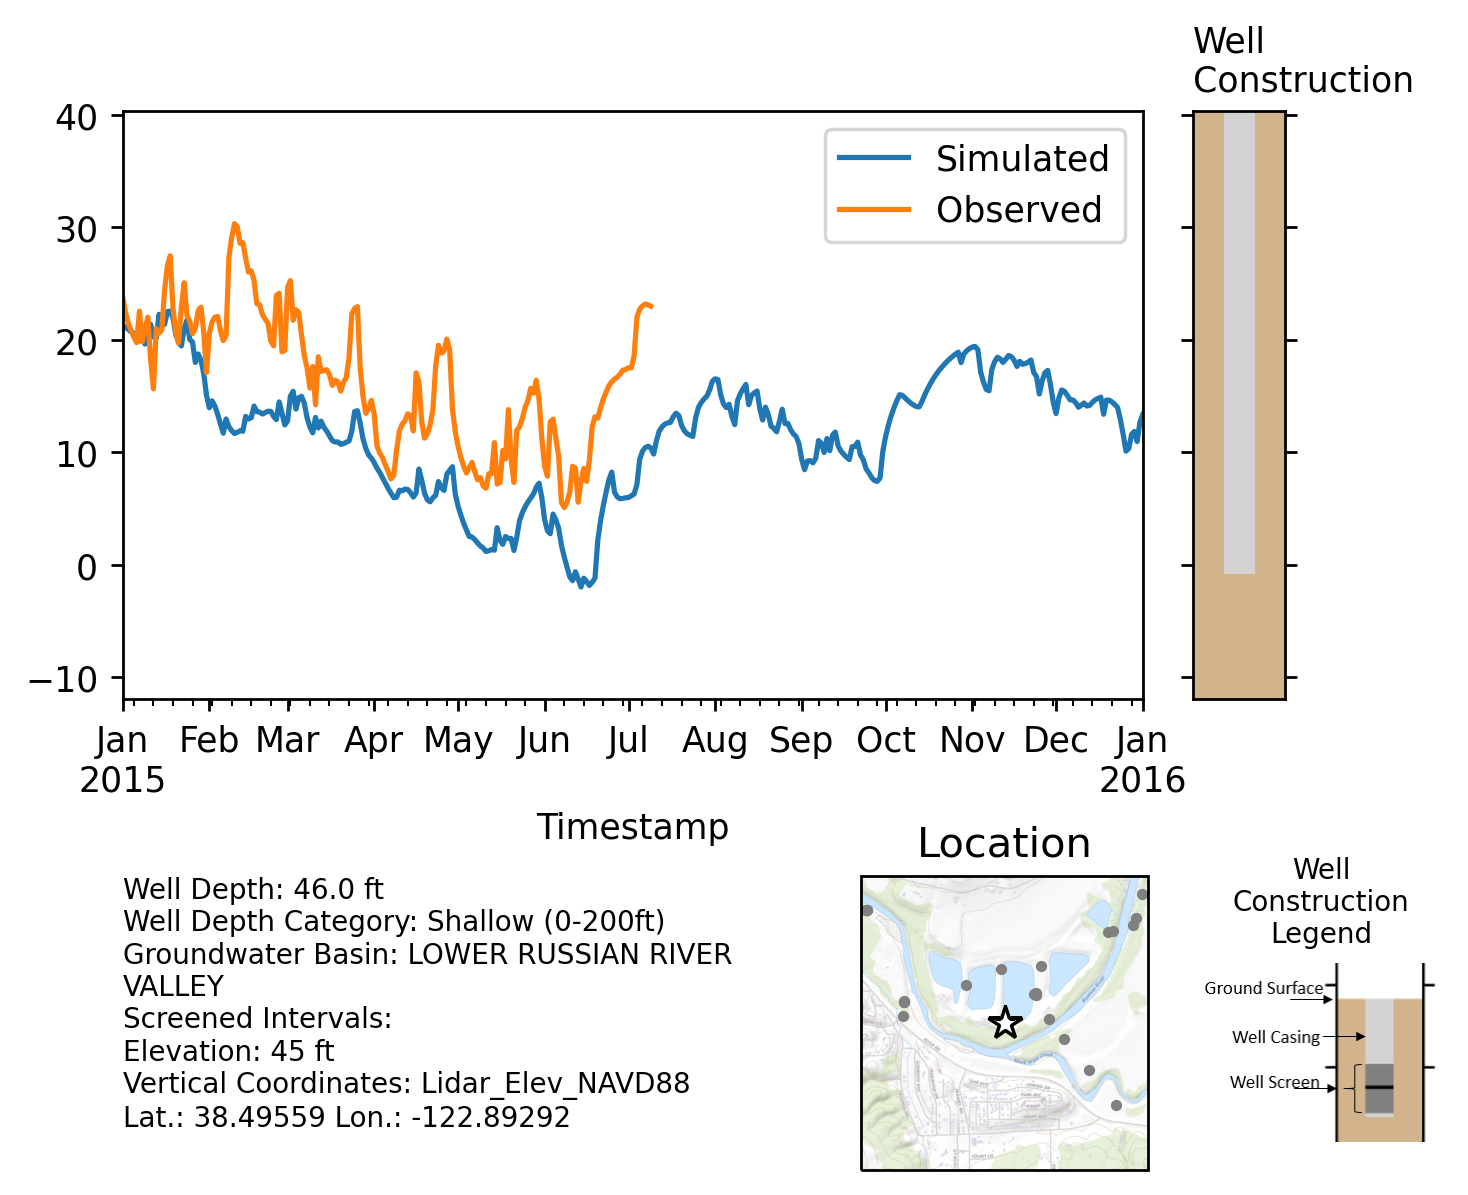 Well
Construction
40
30
20
10
0
−10
Simulated
Observed
Jan Feb Mar Apr May Jun Jul Aug Sep Oct Nov Dec Jan
2015 2016
Timestamp
Well Depth: 46.0 ft
Well Depth Category: Shallow (0-200ft)
Groundwater Basin: LOWER RUSSIAN RIVER
VALLEY
Screened Intervals:
Elevation: 45 ft
Vertical Coordinates: Lidar_Elev_NAVD88
Lat.: 38.49559 Lon.: -122.89292
Location
Well
Construction
Legend
Ground Surface
Well Casing
Well Screen